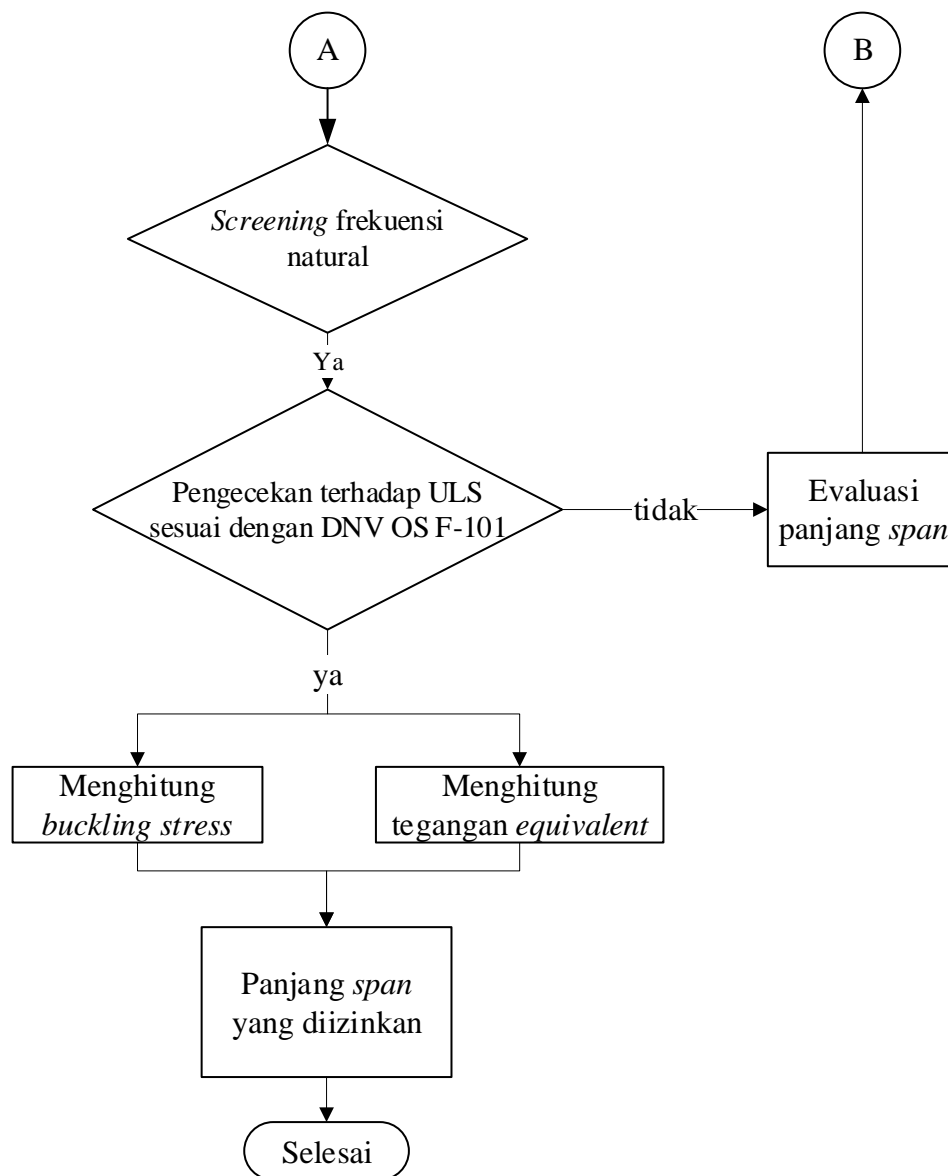 A
B
Screening frekuensi
natural
Ya
Pengecekan terhadap ULS
sesuai dengan DNV OS F-101
tidak
Evaluasi
panjang span
ya
Menghitung
buckling stress
Menghitung
tegangan equivalent
Panjang span
yang diizinkan
Selesai